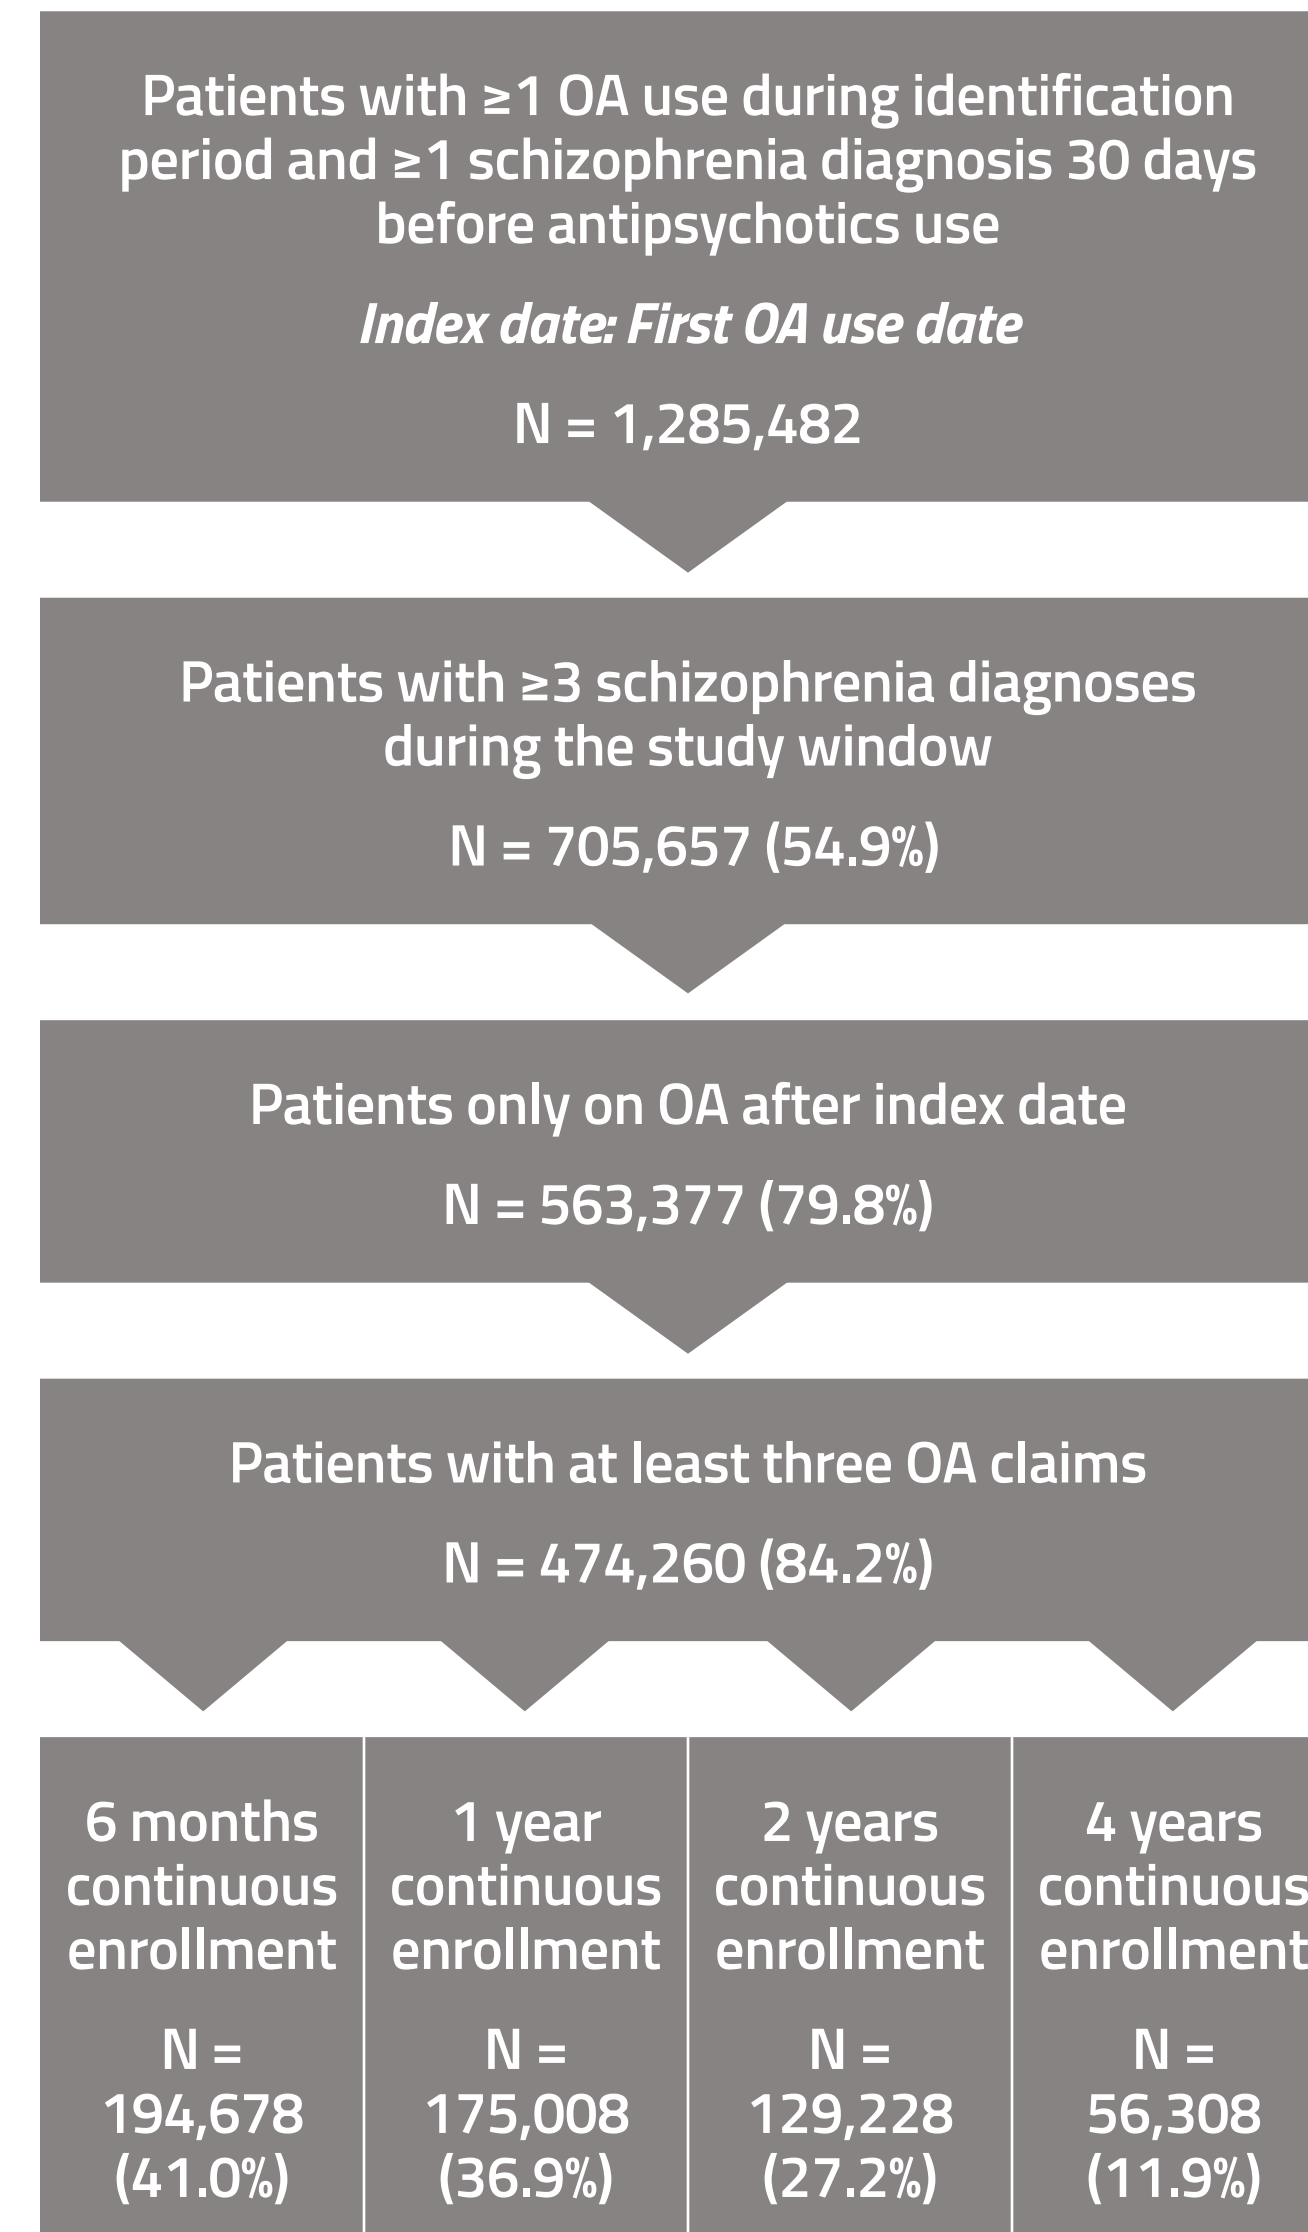 Patients with ≥1 OA use during identification
period and ≥1 schizophrenia diagnosis 30 days
before antipsychotics use
Index date: First OA use date
N = 1,285,482
Patients with ≥3 schizophrenia diagnoses
during the study window
N = 705,657 (54.9%)
Patients only on OA after index date
N = 563,377 (79.8%)
Patients with at least three OA claims
N = 474,260 (84.2%)
6 months
continuous
enrollment
N =
194,678
(41.0%)
1 year
continuous
enrollment
N =
175,008
(36.9%)
2 years
continuous
enrollment
N =
129,228
(27.2%)
4 years
continuous
enrollment
N =
56,308
(11.9%)